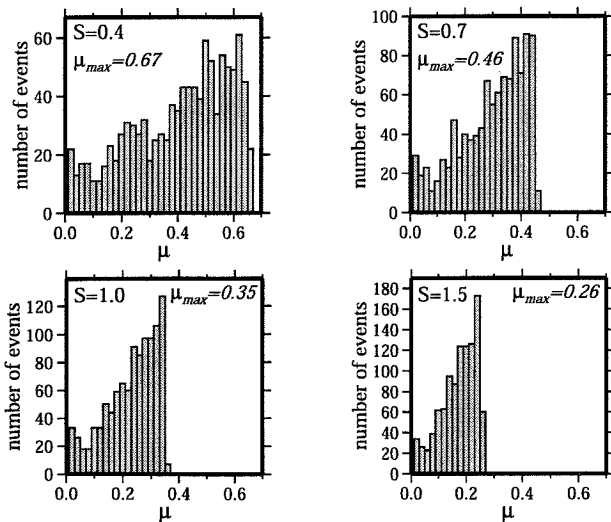 S=0.4
μmax=0.67
number of events
60
40
20
0
0.0 0.2 0.4 0.6
μ
S=0.7
μmax=0.46
number of events
100
80
60
40
20
0
0.0 0.2 0.4 0.6
μ
S=1.0
μmax=0.35
number of events
120
100
80
60
40
20
0
0.0 0.2 0.4 0.6
μ
S=1.5
μmax=0.26
number of events
180
160
140
120
100
80
60
40
20
0
0.0 0.2 0.4 0.6
μ